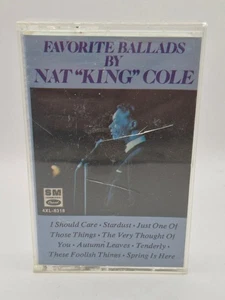 FAVORITE BALLADS
BY
NAT "KING" COLE
SM
I Should Care • Stardust • Just One Of
Those Things • The Very Thought Of
You • Autumn Leaves • Tenderly •
These Foolish Things • Spring Is Here